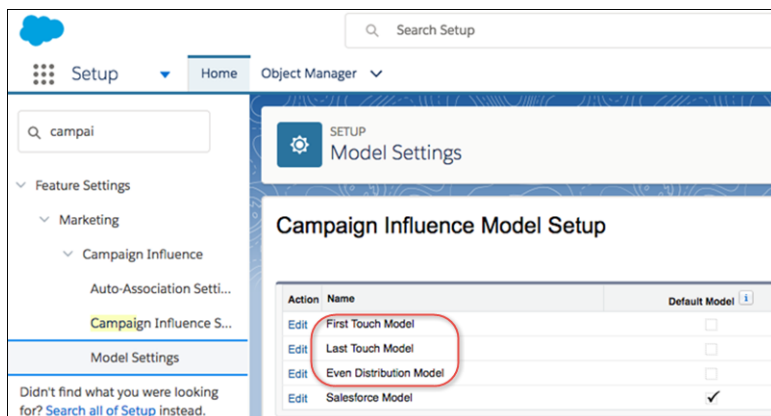 Search Setup
Setup
Home
Object Manager
campai
SETUP
Model Settings
Feature Settings
Marketing
Campaign Influence
Auto-Association Setti...
Campaign Influence S...
Model Settings
Didn't find what you were looking
for? Search all of Setup instead.
Campaign Influence Model Setup
Action Name Default Model i
Edit First Touch Model
Edit Last Touch Model
Edit Even Distribution Model
Edit Salesforce Model